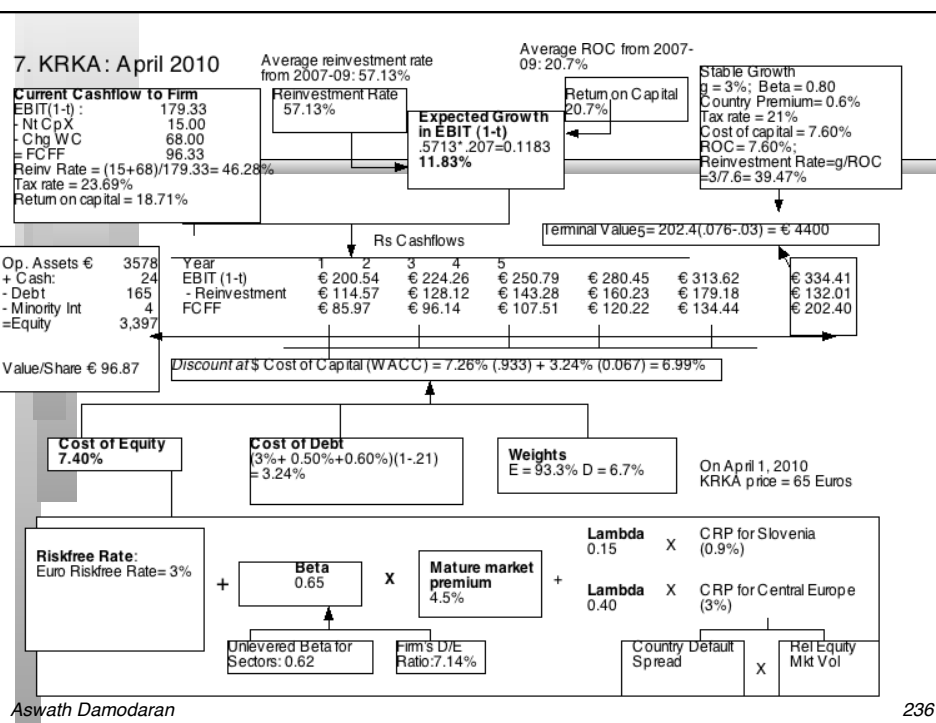 7. KRKA: April 2010
Average reinvestment rate
from 2007-09: 57.13%
Average ROC from 2007-
09: 20.7%
Current Cashflow to Firm
EBIT(1-t) : 179.33
- Nt CpX 15.00
- Chg WC 68.00
= FCFF 96.33
Reinv Rate = (15+68)/179.33= 46.28%
Tax rate = 23.69%
Return on capital = 18.71%
Reinvestment Rate
57.13%
Expected Growth
in EBIT (1-t)
.5713*.207=0.1183
11.83%
Return on Capital
20.7%
Stable Growth
g = 3%; Beta = 0.80
Country Premium= 0.6%
Tax rate = 21%
Cost of capital = 7.60%
ROC= 7.60%;
Reinvestment Rate=g/ROC
=3/7.6= 39.47%
Terminal Value5= 202.4(.076-.03) = € 4400
Rs Cashflows
Op. Assets € 3578
+ Cash: 24
- Debt 165
- Minority Int 4
=Equity 3,397
Value/Share € 96.87
Year 1 2 3 4 5
EBIT (1-t) € 200.54 € 224.26 € 250.79 € 280.45 € 313.62 € 334.41
- Reinvestment € 114.57 € 128.12 € 143.28 € 160.23 € 179.18 € 132.01
FCFF € 85.97 € 96.14 € 107.51 € 120.22 € 134.44 € 202.40
Discount at $ Cost of Capital (WACC) = 7.26% (.933) + 3.24% (0.067) = 6.99%
Cost of Equity
7.40%
Cost of Debt
(3%+ 0.50%+0.60%)(1-.21)
= 3.24%
Weights
E = 93.3% D = 6.7%
On April 1, 2010
KRKA price = 65 Euros
Riskfree Rate:
Euro Riskfree Rate= 3%
+
Beta
0.65
X
Mature market
premium
4.5%
+
Lambda
0.15
X
CRP for Slovenia
(0.9%)
Lambda
0.40
X
CRP for Central Europe
(3%)
Unlevered Beta for
Sectors: 0.62
Firm's D/E
Ratio:7.14%
Country Default
Spread
X
Rel Equity
Mkt Vol
Aswath Damodaran
236